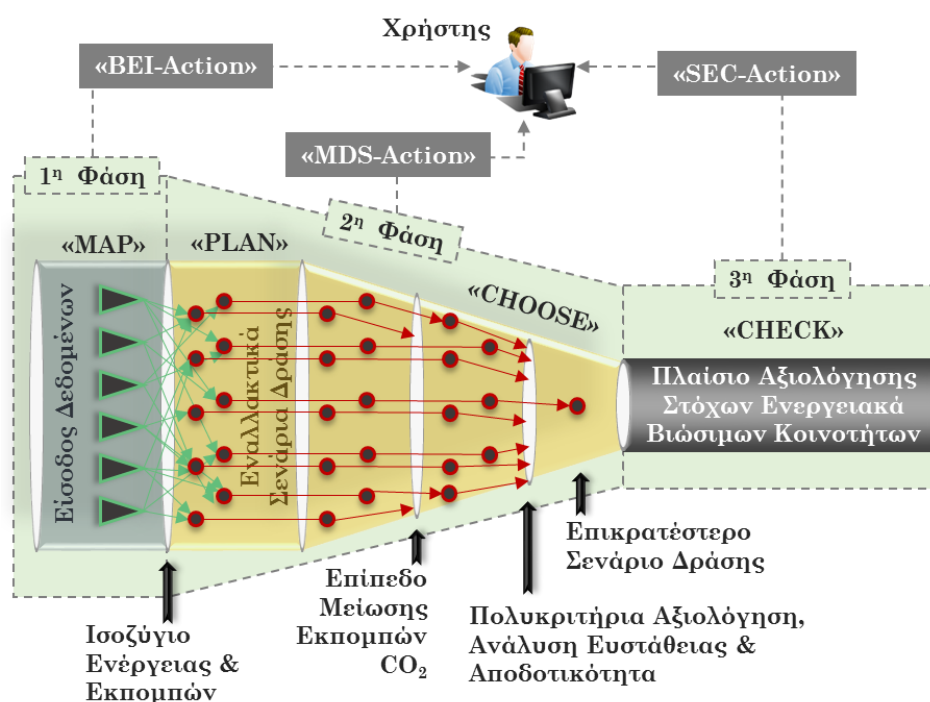 Χρήστης
«BEI-Action»
«SEC-Action»
«MDS-Action»
1η Φάση
2η Φάση
3η Φάση
«MAP»
«PLAN»
«CHOOSE»
«CHECK»
Είσοδος Δεδομένων
Εναλλακτικά
Σενάρια Δράσης
Πλαίσιο Αξιολόγησης
Στόχων Ενεργειακά
Βιώσιμων Κοινοτήτων
Ισοζύγιο
Ενέργειας &
Εκπομπών
Επίπεδο
Μείωσης
Εκπομπών
CO2
Πολυκριτήρια Αξιολόγηση,
Ανάλυση Ευστάθειας &
Αποδοτικότητα
Επικρατέστερο
Σενάριο Δράσης